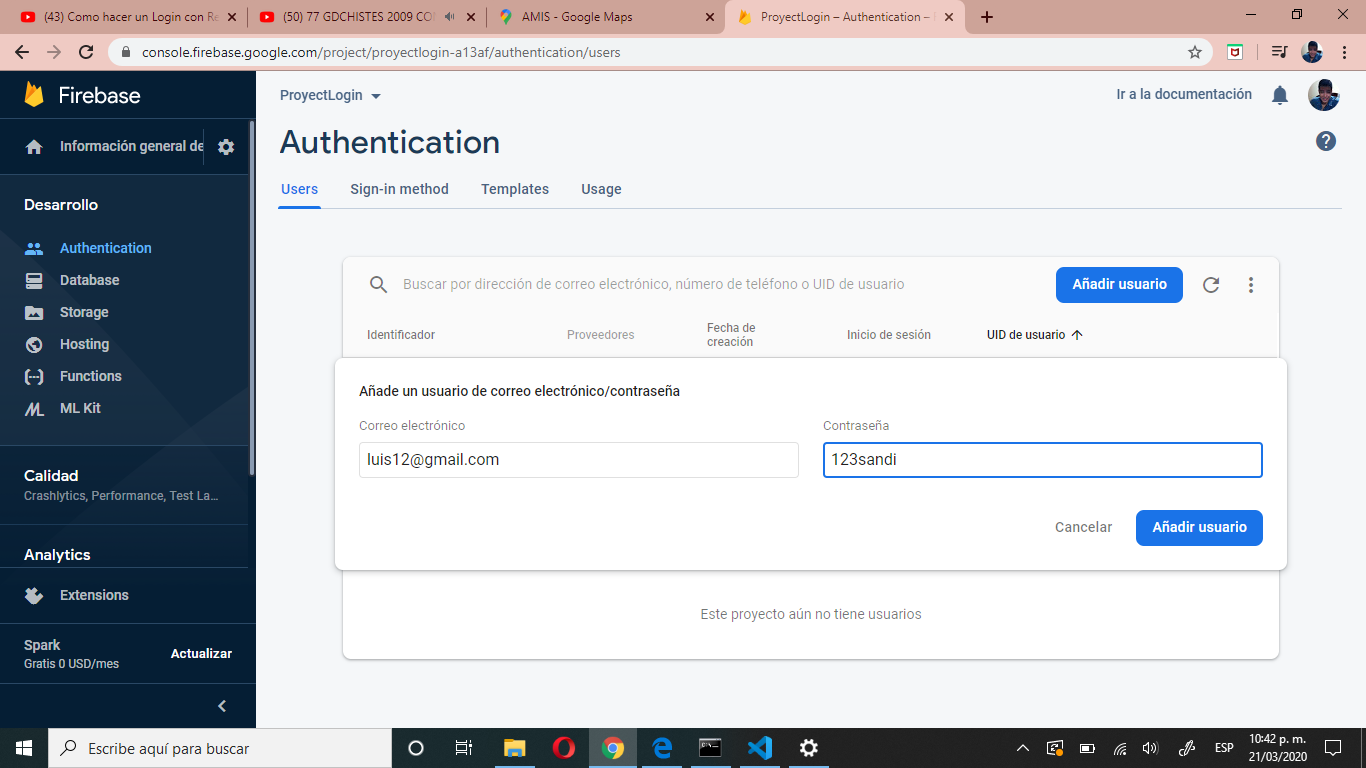 (43) Como hacer un Login con Re
(50) 77 GDCHISTES 2009 COM
AMIS - Google Maps
ProyectLogin – Authentication –
console.firebase.google.com/project/proyectlogin-a13af/authentication/users
Firebase
ProyectLogin
Ir a la documentación
Authentication
Información general de
Users
Sign-in method
Templates
Usage
Desarrollo
Authentication
Database
Storage
Hosting
Functions
ML Kit
Calidad
Crashlytics, Performance, Test La...
Analytics
Extensions
Spark
Gratis 0 USD/mes
Actualizar
Buscar por dirección de correo electrónico, número de teléfono o UID de usuario
Añadir usuario
Identificador
Proveedores
Fecha de
creación
Inicio de sesión
UID de usuario
Añade un usuario de correo electrónico/contraseña
Correo electrónico
Contraseña
luis12@gmail.com
123sandi
Cancelar
Añadir usuario
Este proyecto aún no tiene usuarios
Escribe aquí para buscar
ESP
10:42 p. m.
21/03/2020